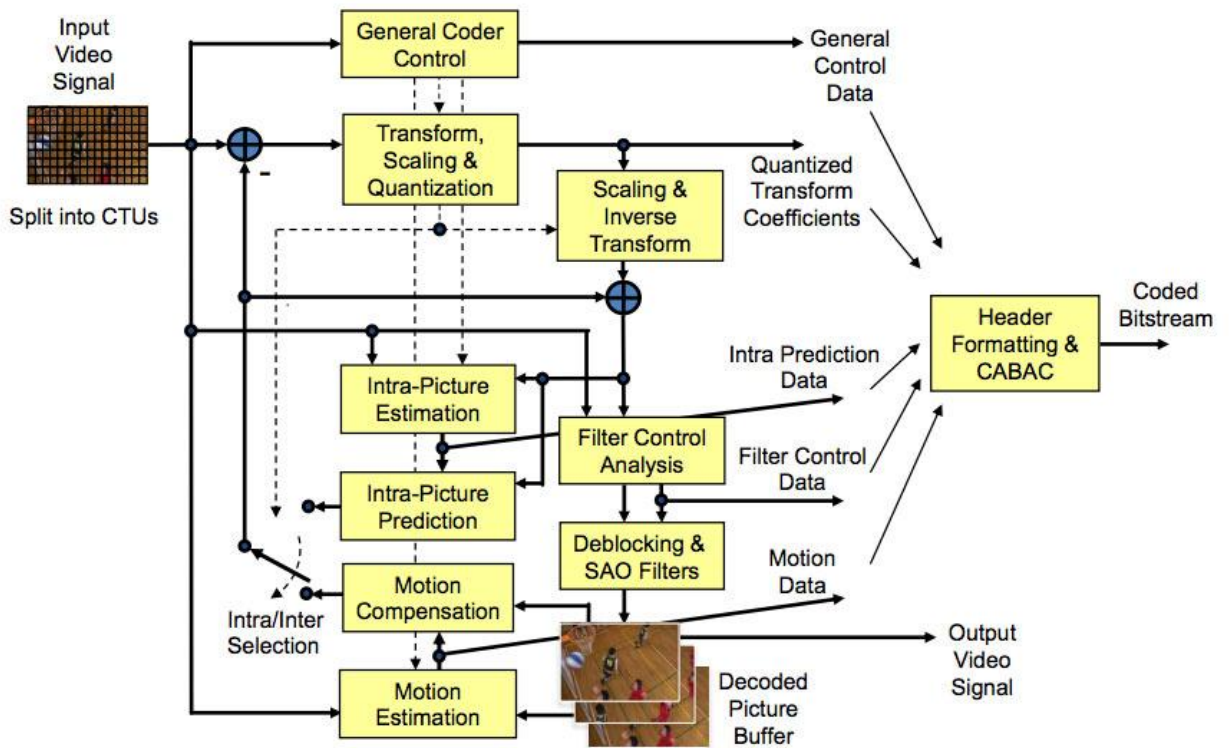 Input
Video
Signal
Split into CTUs
General Coder
Control
General
Control
Data
Transform,
Scaling &
Quantization
-
Quantized
Transform
Coefficients
Scaling &
Inverse
Transform
Header
Formatting &
CABAC
Coded
Bitstream
Intra Prediction
Data
Intra-Picture
Estimation
Filter Control
Analysis
Filter Control
Data
Intra-Picture
Prediction
Deblocking &
SAO Filters
Motion
Data
Motion
Compensation
Intra/Inter
Selection
Output
Video
Signal
Motion
Estimation
Decoded
Picture
Buffer